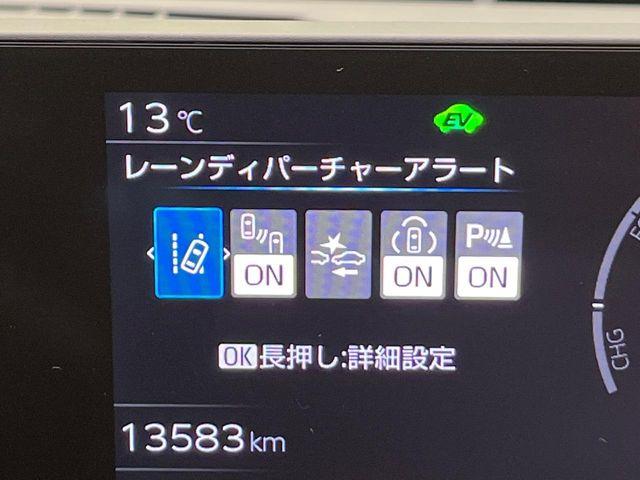 13℃
EV
レーンディパーチャーアラート
ON ON P ON
OK長押し:詳細設定
CHG
13583km